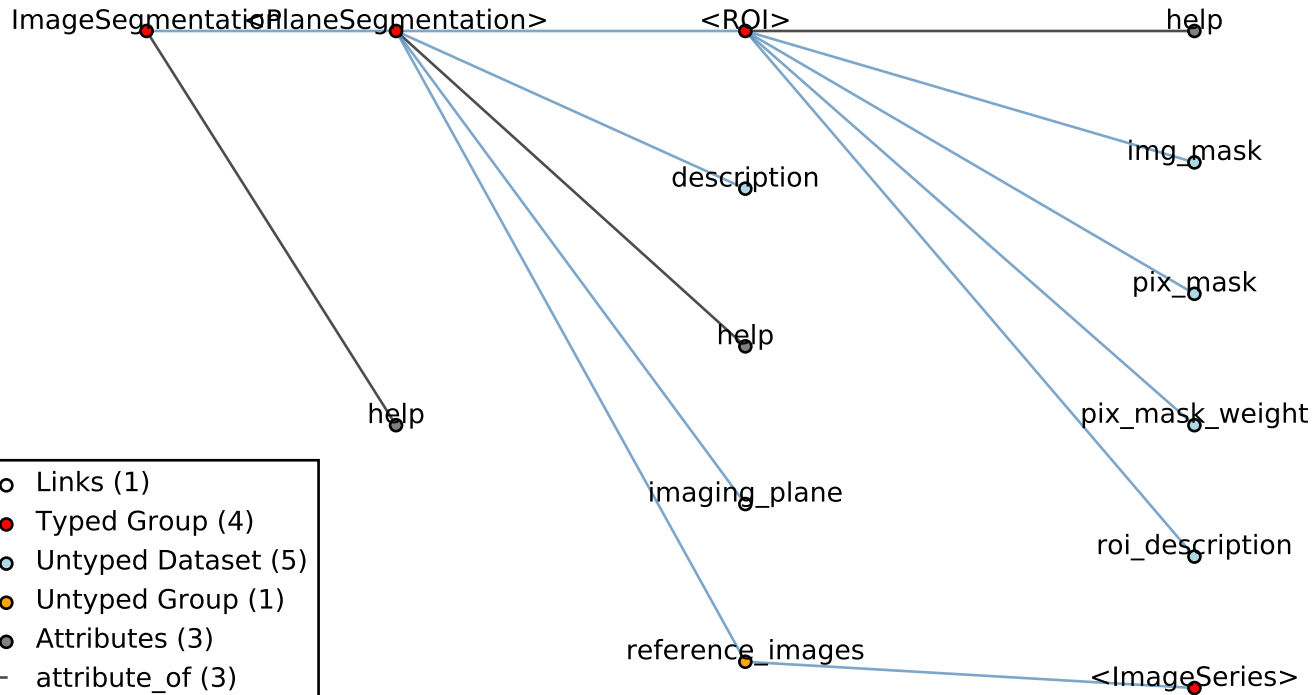 ImageSegmentation
<PlaneSegmentation>
<ROI>
help
img_mask
description
pix_mask
help
help
pix_mask_weight
imaging_plane
roi_description
reference_images
<ImageSeries>
Links (1)
Typed Group (4)
Untyped Dataset (5)
Untyped Group (1)
Attributes (3)
attribute_of (3)